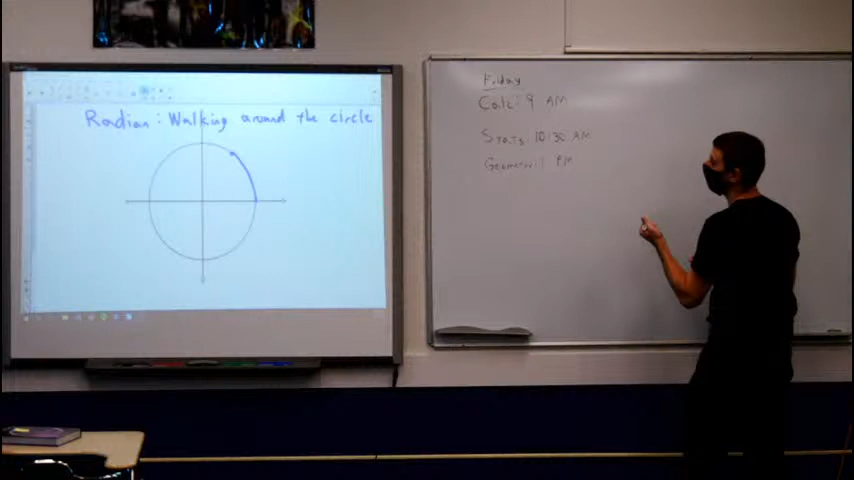 Radian: Walking around the circle
Friday
Calc: 9 AM
Stats: 10:30 AM
Geometry: 1 PM